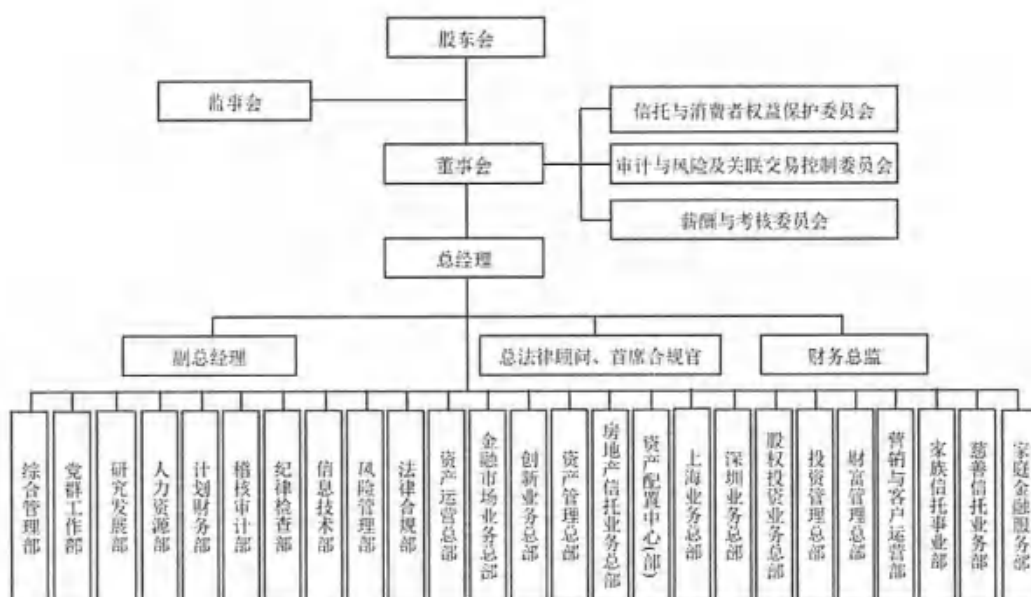 股东会
监事会
信托与消费者权益保护委员会
董事会
审计与风险及关联交易控制委员会
薪酬与考核委员会
总经理
副总经理
总法律顾问、首席合规官
财务总监
综合管理部
党群工作部
研究发展部
人力资源部
计划财务部
稽核审计部
纪律检查部
信息技术部
风险管理部
法律合规部
资产运营总部
金融市场业务总部
创新业务总部
资产管理总部
房地产信托业务总部
资产配置中心(部)
上海业务总部
深圳业务总部
股权投资业务总部
投资管理总部
财富管理总部
营销与客户运营部
家族信托事业部
慈善信托业务部
家庭金融服务部